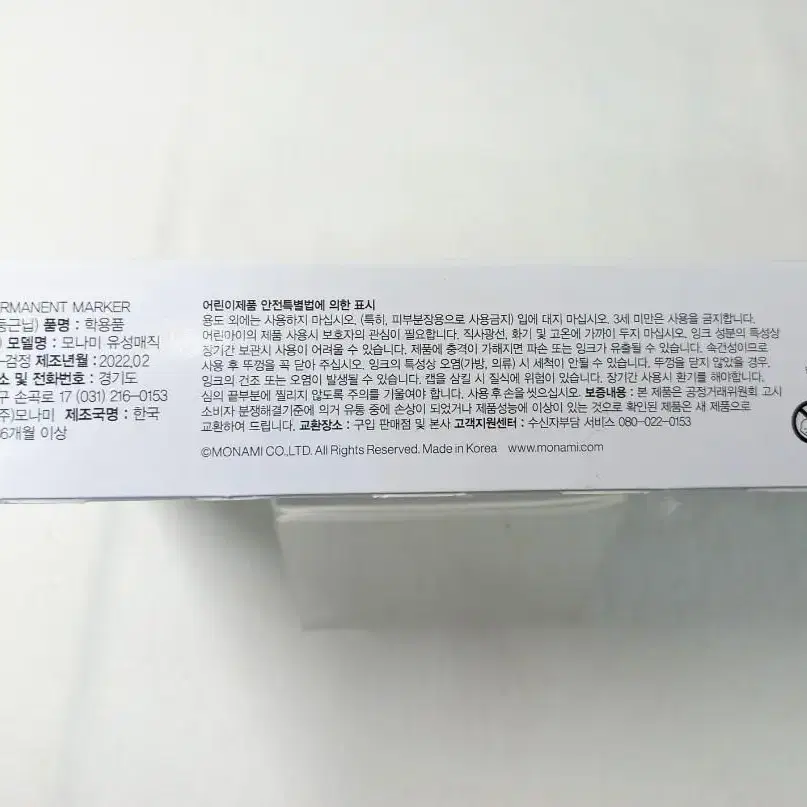 RMANENT MARKER
둥근닙) 품명 : 학용품
) 모델명 : 모나미 유성매직
-검정 제조년월 : 2022.02
소 및 전화번호 : 경기도
구 손곡로 17 (031) 216-0153
주)모나미 제조국명 : 한국
36개월 이상
어린이제품 안전특별법에 의한 표시
용도 외에는 사용하지 마십시오. (특히, 피부분장용으로 사용금지) 입에 대지 마십시오. 3세 미만은 사용을 금지합니다.
어린아이의 제품 사용시 보호자의 관심이 필요합니다. 직사광선, 화기 및 고온에 가까이 두지 마십시오. 잉크 성분의 특성상
장기간 보관시 사용이 어려울 수 있습니다. 제품에 충격이 가해지면 파손 또는 잉크가 유출될 수 있습니다. 속건성이므로
사용 후 뚜껑을 꼭 닫아 주십시오. 잉크의 특성상 오염(가방, 의류) 시 세척이 안될 수 있습니다. 뚜껑을 닫지 않았을 경우,
잉크의 건조 또는 오염이 발생될 수 있습니다. 캡을 삼킬 시 질식에 위험이 있습니다. 장기간 사용시 환기를 해야합니다.
심의 끝부분에 찔리지 않도록 주의를 기울여야 합니다. 사용 후 손을 씻으십시오. 보증내용 : 본 제품은 공정거래위원회 고시
소비자 분쟁해결기준에 의거 유통 중에 손상이 되었거나 제품성능에 이상이 있는 것으로 확인된 제품은 새 제품으로
교환하여 드립니다. 교환장소 : 구입 판매점 및 본사 고객지원센터 : 수신자부담 서비스 080-022-0153
©MONAMI CO.,LTD. All Rights Reserved. Made in Korea www.monami.com